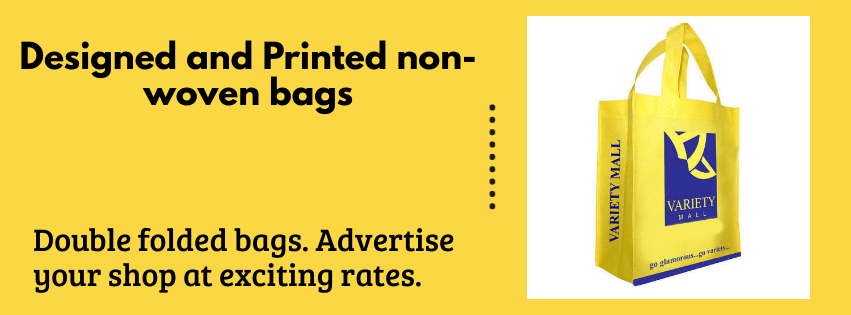 Designed and Printed non-
woven bags
Double folded bags. Advertise
your shop at exciting rates.
VARIETY MALL
VARIETY
MALL
go glamorous...go variety...